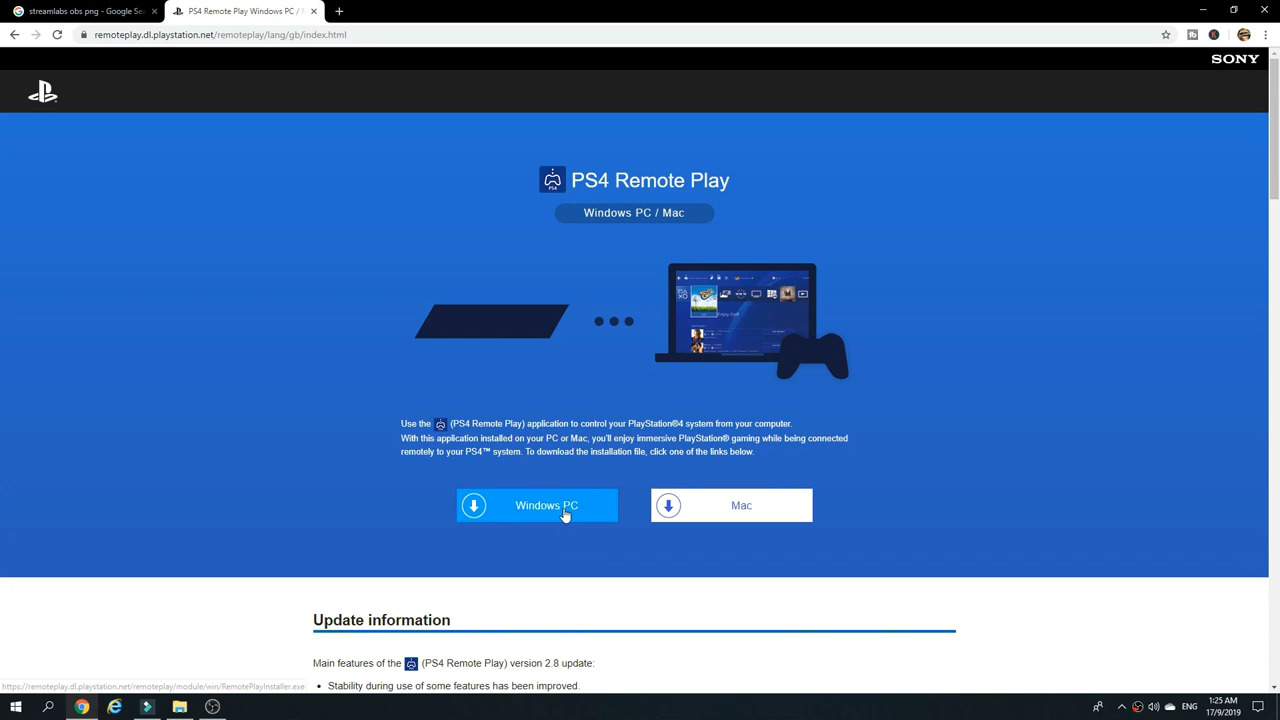 streamlabs obs png - Google Sea
PS4 Remote Play Windows PC / M
remoteplay.dl.playstation.net/remoteplay/lang/gb/index.html
SONY
PS4 Remote Play
Windows PC / Mac
Use the (PS4 Remote Play) application to control your PlayStation®4 system from your computer.
With this application installed on your PC or Mac, you'll enjoy immersive PlayStation® gaming while being connected
remotely to your PS4™ system. To download the installation file, click one of the links below.
Windows PC
Mac
Update information
Main features of the (PS4 Remote Play) version 2.8 update:
• Stability during use of some features has been improved.
https://remoteplay.dl.playstation.net/remoteplay/module/win/RemotePlayInstaller.exe
ENG
1:25 AM
17/9/2019